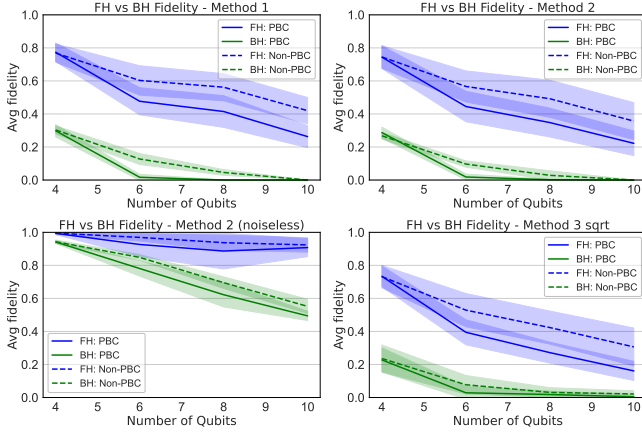 FH vs BH Fidelity - Method 1
1.0
0.8
0.6
0.4
0.2
0.0
Avg fidelity
FH: PBC
BH: PBC
FH: Non-PBC
BH: Non-PBC
4 5 6 7 8 9 10
Number of Qubits
FH vs BH Fidelity - Method 2
1.0
0.8
0.6
0.4
0.2
0.0
Avg fidelity
FH: PBC
BH: PBC
FH: Non-PBC
BH: Non-PBC
4 5 6 7 8 9 10
Number of Qubits
FH vs BH Fidelity - Method 2 (noiseless)
1.0
0.8
0.6
0.4
0.2
0.0
Avg fidelity
FH: PBC
BH: PBC
FH: Non-PBC
BH: Non-PBC
4 5 6 7 8 9 10
Number of Qubits
FH vs BH Fidelity - Method 3 sqrt
1.0
0.8
0.6
0.4
0.2
0.0
Avg fidelity
FH: PBC
BH: PBC
FH: Non-PBC
BH: Non-PBC
4 5 6 7 8 9 10
Number of Qubits